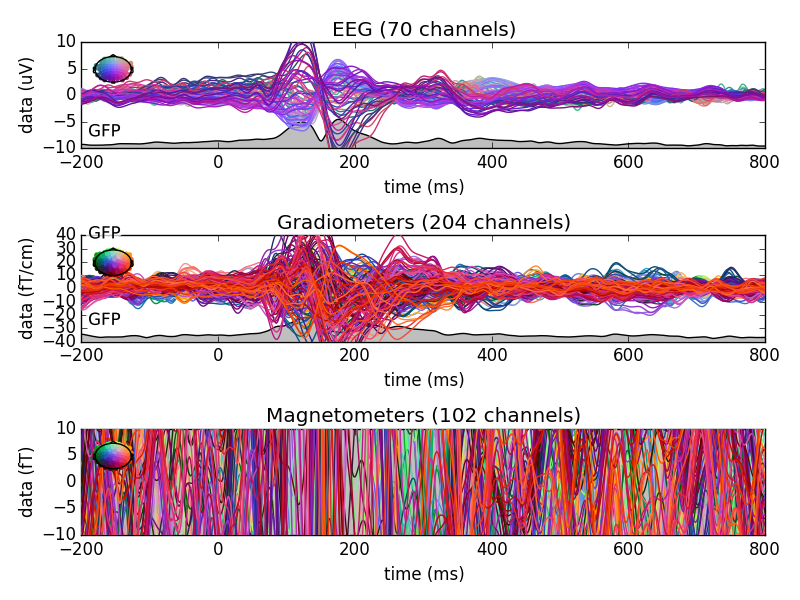 EEG (70 channels)
data (uV)
10
5
0
−5
−10
GFP
−200 0 200 400 600 800
time (ms)
Gradiometers (204 channels)
data (fT/cm)
GFP
40
30
20
10
0
−10
−20
−30
−40
GFP
−200 0 200 400 600 800
time (ms)
Magnetometers (102 channels)
data (fT)
10
5
0
−5
−10
−200 0 200 400 600 800
time (ms)